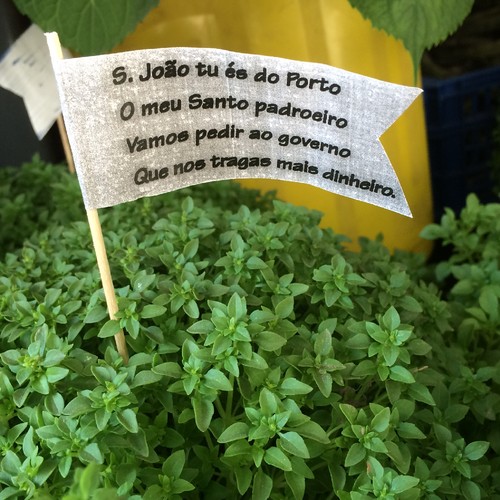 S. João tu és do Porto
O meu Santo padroeiro
Vamos pedir ao governo
Que nos tragas mais dinheiro.